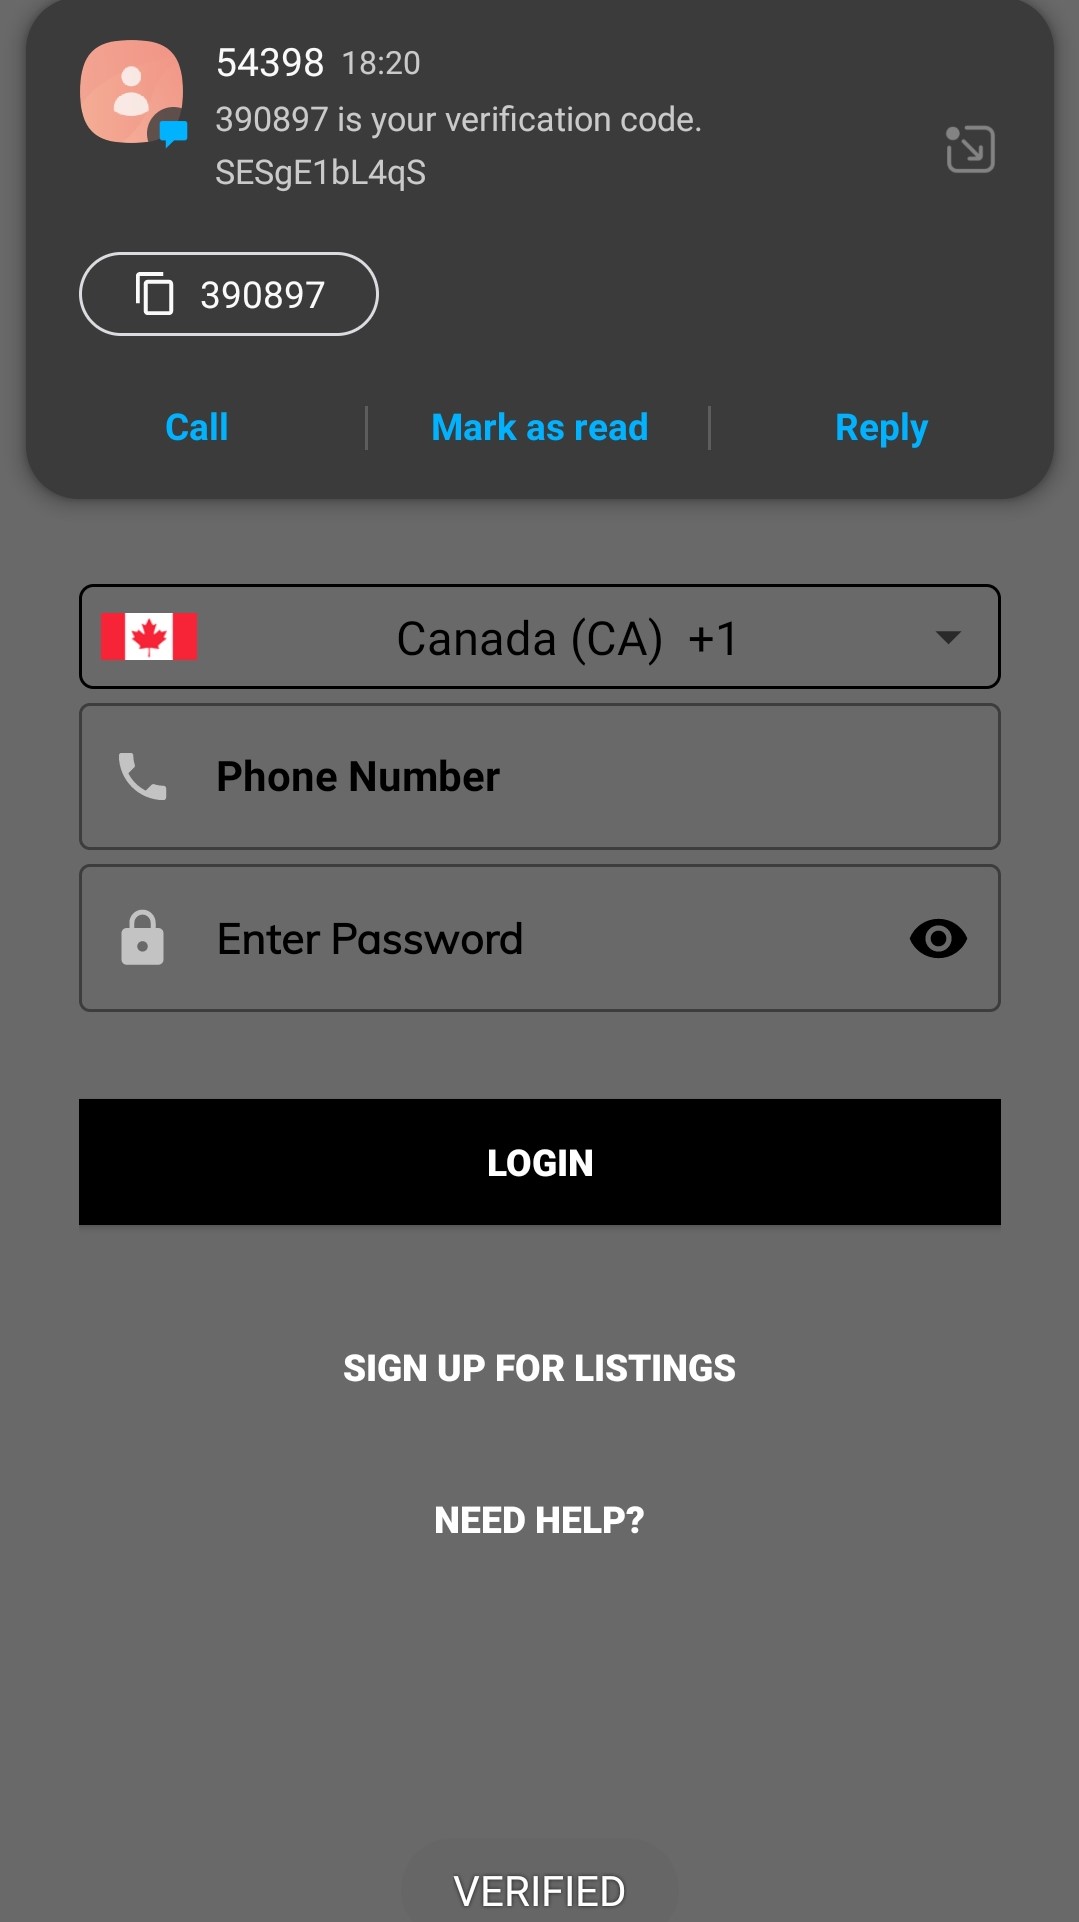 54398 18:20
390897 is your verification code.
SESgE1bL4qS
390897
Call Mark as read Reply
Canada (CA) +1
Phone Number
Enter Password
LOGIN
SIGN UP FOR LISTINGS
NEED HELP?
VERIFIED